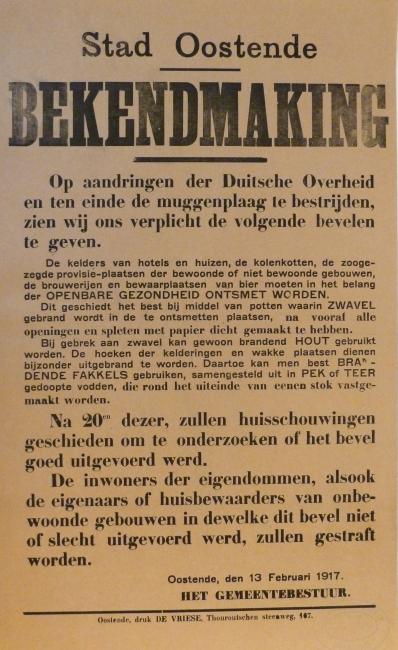 Stad Oostende
BEKENDMAKING
Op aandringen der Duitsche Overheid
en ten einde de muggenplaag te bestrijden,
zien wij ons verplicht de volgende bevelen
te geven.
De kelders van hotels en huizen, de kolenkotten, de zooge-
zegde provisie-plaatsen der bewoonde of niet bewoonde gebouwen,
de brouwerijen en bewaarplaatsen van bier moeten in het belang
der OPENBARE GEZONDHEID ONTSMET WORDEN.
Dit geschiedt het best bij middel van potten waarin ZWAVEL
gebrand wordt in de te ontsmetten plaatsen, na vooraf alle
openingen en spleten met papier dicht gemaakt te hebben.
Bij gebrek aan zwavel kan gewoon brandend HOUT gebruikt
worden. De hoeken der kelderingen en wakke plaatsen dienen
bijzonder uitgebrand te worden. Daartoe kan men best BRAN-
DENDE FAKKELS gebruiken, samengesteld uit in PEK of TEER
gedoopte vodden, die rond het uiteinde van eenen stok vastge-
maakt worden.
Na 20en dezer, zullen huisschouwingen
geschieden om te onderzoeken of het bevel
goed uitgevoerd werd.
De inwoners der eigendommen, alsook
de eigenaars of huisbewaarders van onbe-
woonde gebouwen in dewelke dit bevel niet
of slecht uitgevoerd werd, zullen gestraft
worden.
Oostende, den 13 Februari 1917.
HET GEMEENTEBESTUUR.
Oostende, druk DE VRIESE, Thouroutschen steenweg, 167.